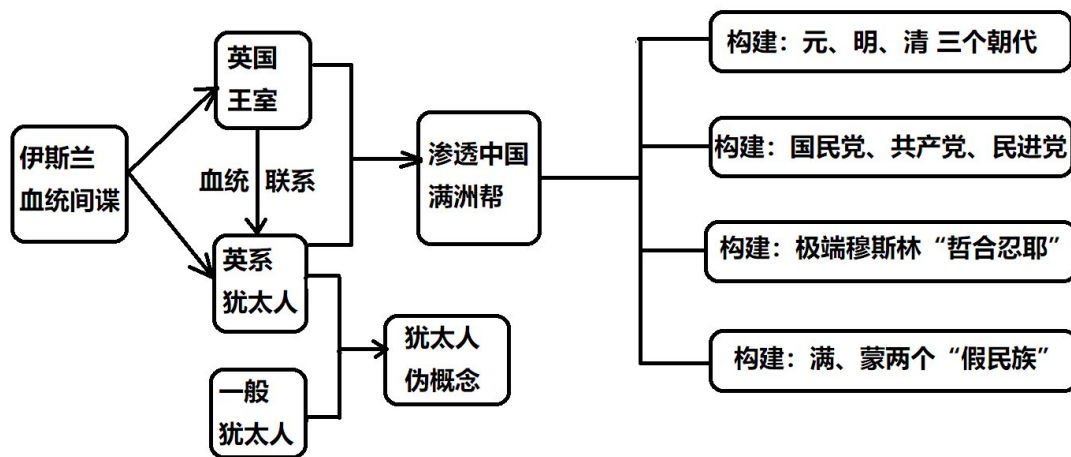 伊斯兰
血统间谍
英国
王室
血统 联系
英系
犹太人
一般
犹太人
犹太人
伪概念
渗透中国
满洲帮
构建：元、明、清 三个朝代
构建：国民党、共产党、民进党
构建：极端穆斯林“哲合忍耶”
构建：满、蒙两个“假民族”